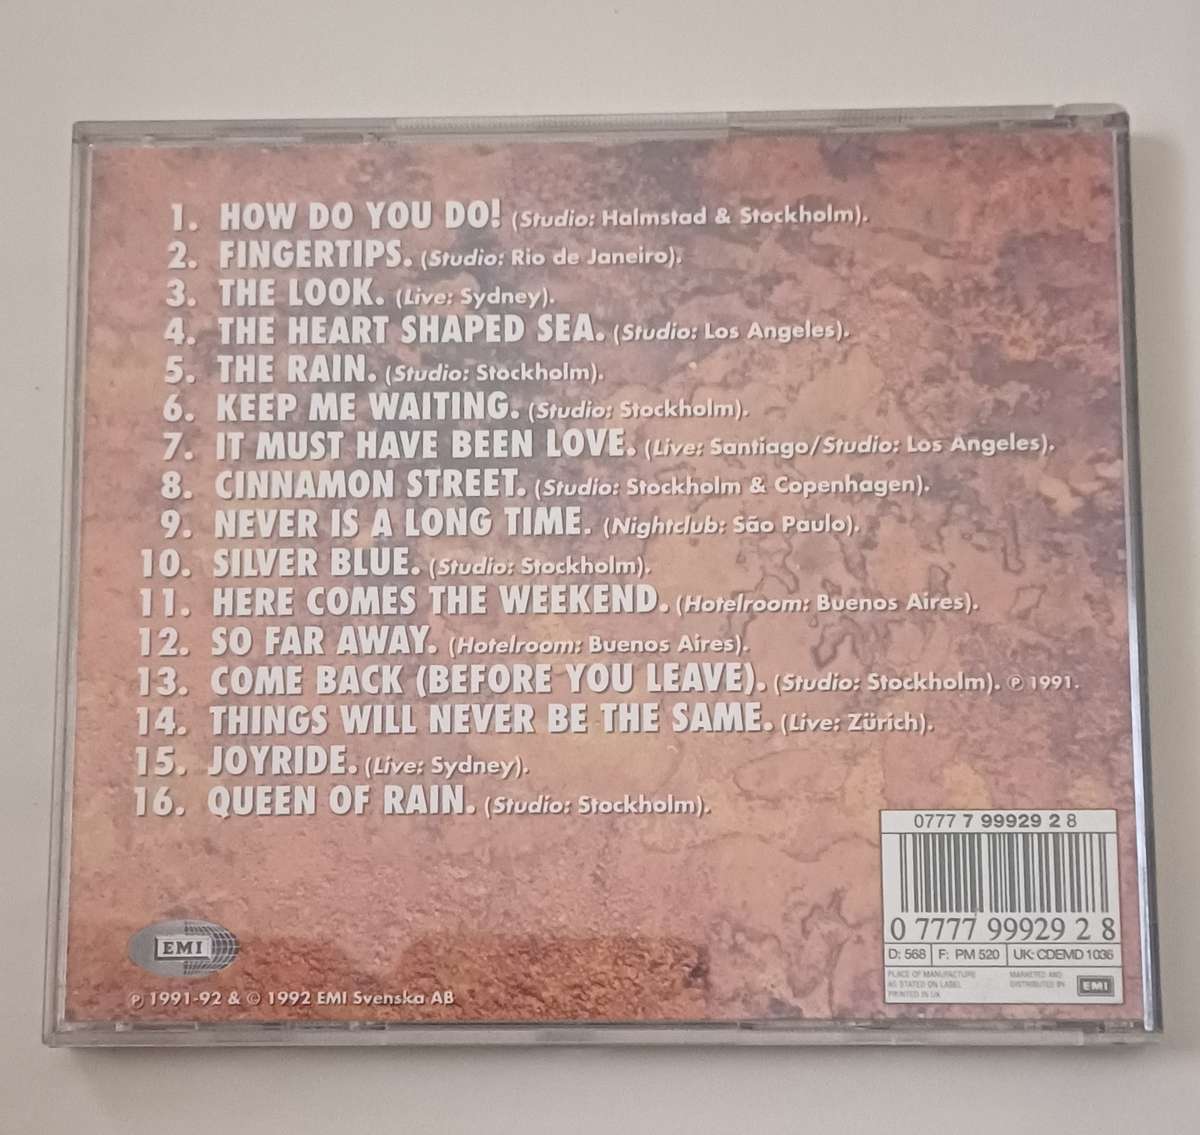 1. HOW DO YOU DO! (Studio: Halmstad & Stockholm).
2. FINGERTIPS. (Studio: Rio de Janeiro).
3. THE LOOK. (Live: Sydney).
4. THE HEART SHAPED SEA. (Studio: Los Angeles).
5. THE RAIN. (Studio: Stockholm).
6. KEEP ME WAITING. (Studio: Stockholm).
7. IT MUST HAVE BEEN LOVE. (Live: Santiago/Studio: Los Angeles).
8. CINNAMON STREET. (Studio: Stockholm & Copenhagen).
9. NEVER IS A LONG TIME. (Nightclub: São Paulo).
10. SILVER BLUE. (Studio: Stockholm).
11. HERE COMES THE WEEKEND. (Hotelroom: Buenos Aires).
12. SO FAR AWAY. (Hotelroom: Buenos Aires).
13. COME BACK (BEFORE YOU LEAVE). (Studio: Stockholm). ℗ 1991.
14. THINGS WILL NEVER BE THE SAME. (Live: Zürich).
15. JOYRIDE. (Live: Sydney).
16. QUEEN OF RAIN. (Studio: Stockholm).
0777 7 99929 2 8
0 77779 99292 8
D: 568 F: PM 520 UK: CDEMD 1036
PLACE OF MANUFACTURE
AS STATED ON LABEL
PRINTED IN UK
MARKETED AND
DISTRIBUTED BY
EMI
EMI
℗ 1991-92 & © 1992 EMI Svenska AB